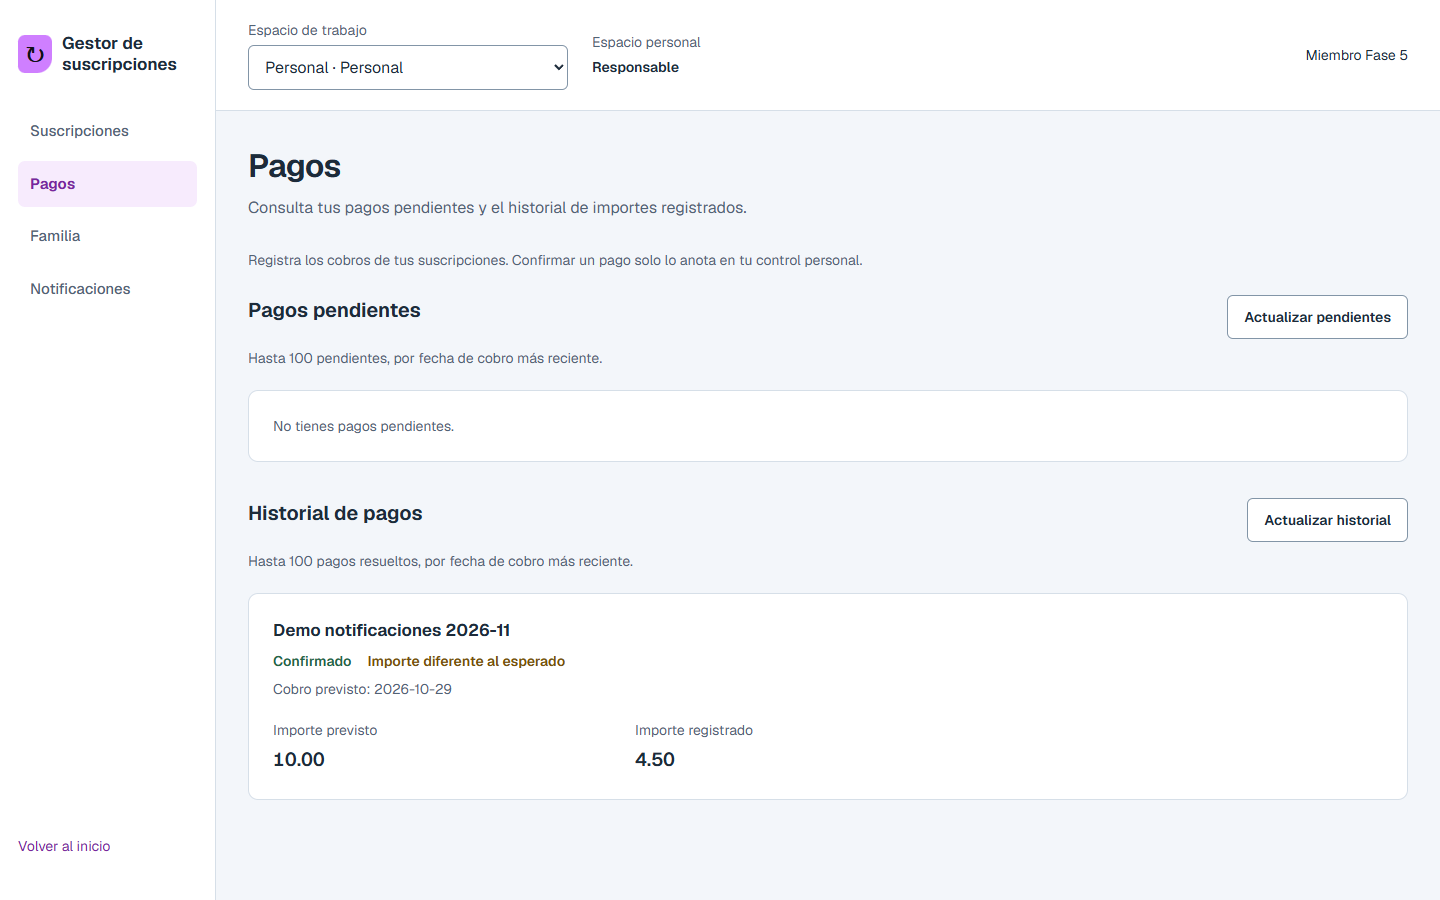 Gestor de
suscripciones
Suscripciones
Pagos
Familia
Notificaciones
Volver al inicio
Espacio de trabajo
Personal · Personal
Espacio personal
Responsable
Miembro Fase 5
Pagos
Consulta tus pagos pendientes y el historial de importes registrados.
Registra los cobros de tus suscripciones. Confirmar un pago solo lo anota en tu control personal.
Pagos pendientes
Actualizar pendientes
Hasta 100 pendientes, por fecha de cobro más reciente.
No tienes pagos pendientes.
Historial de pagos
Actualizar historial
Hasta 100 pagos resueltos, por fecha de cobro más reciente.
Demo notificaciones 2026-11
Confirmado Importe diferente al esperado
Cobro previsto: 2026-10-29
Importe previsto Importe registrado
10.00 4.50